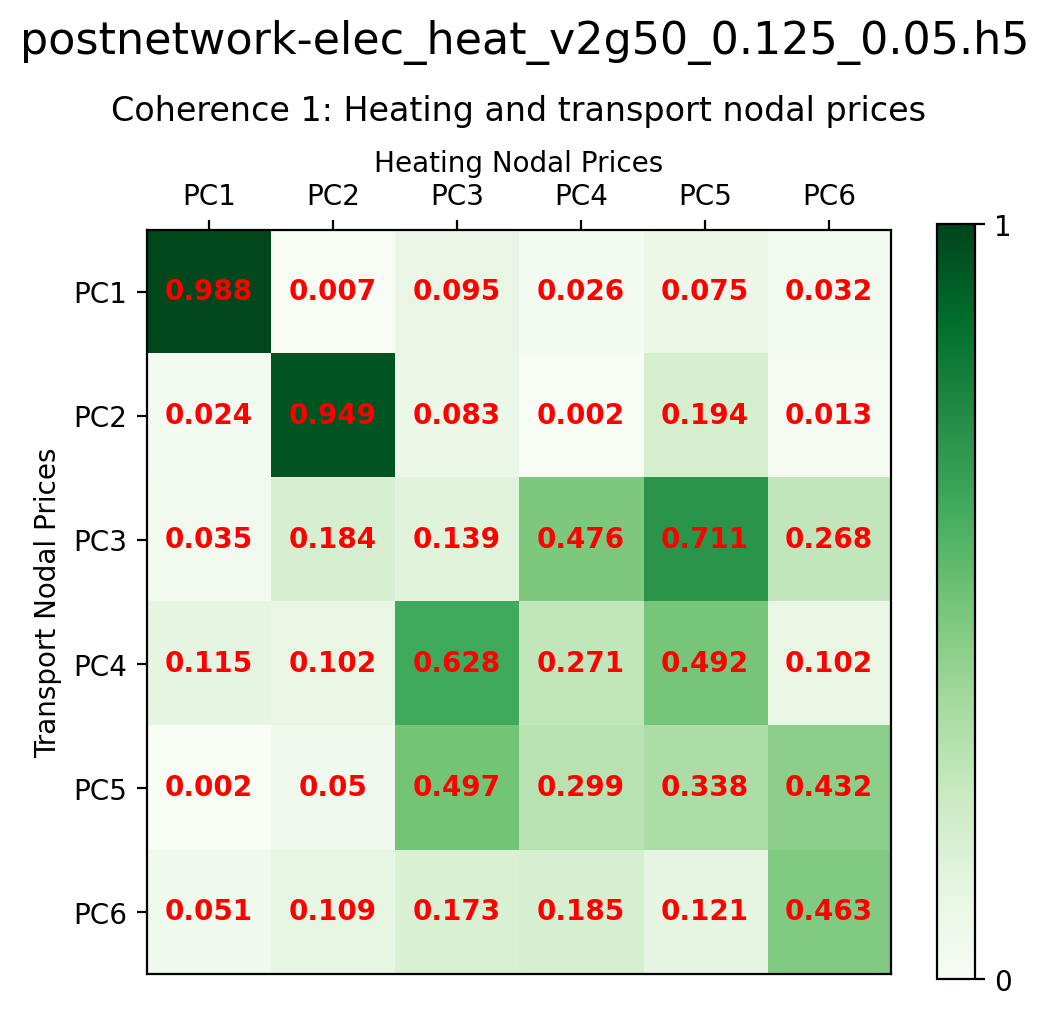 postnetwork-elec_heat_v2g50_0.125_0.05.h5
Coherence 1: Heating and transport nodal prices
Heating Nodal Prices
PC1 PC2 PC3 PC4 PC5 PC6
1
PC1 0.988 0.007 0.095 0.026 0.075 0.032
PC2 0.024 0.949 0.083 0.002 0.194 0.013
PC3 0.035 0.184 0.139 0.476 0.711 0.268
Transport Nodal Prices
PC4 0.115 0.102 0.628 0.271 0.492 0.102
PC5 0.002 0.05 0.497 0.299 0.338 0.432
PC6 0.051 0.109 0.173 0.185 0.121 0.463
0